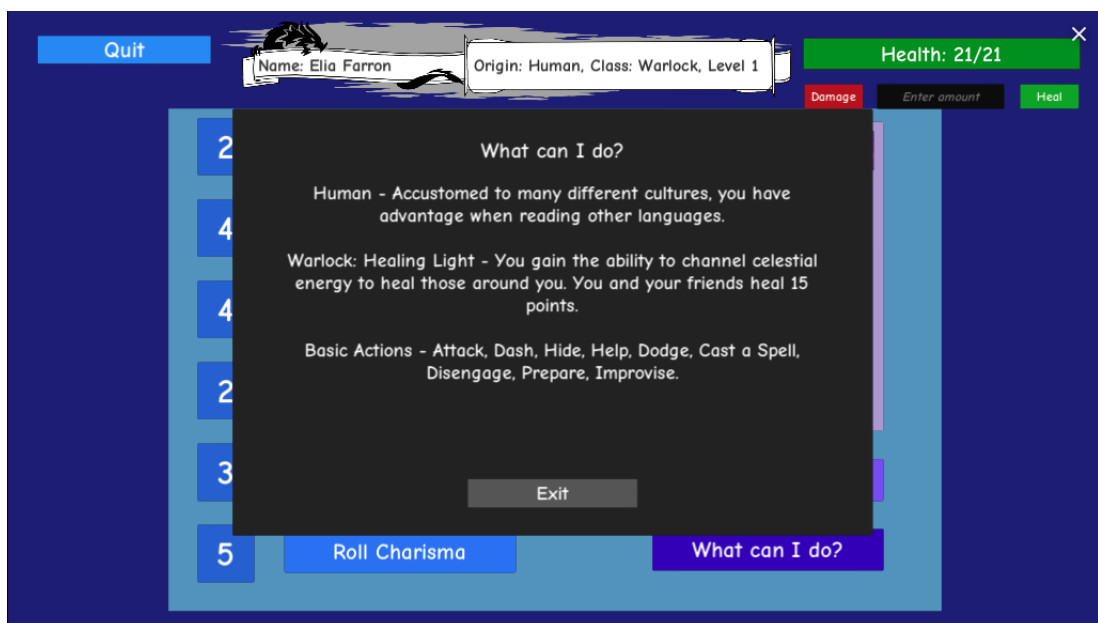 Quit
Name: Elia Farron
Origin: Human, Class: Warlock, Level 1
Health: 21/21
Damage
Enter amount
Heal
2
4
4
2
3
5
What can I do?
Human - Accustomed to many different cultures, you have
advantage when reading other languages.
Warlock: Healing Light - You gain the ability to channel celestial
energy to heal those around you. You and your friends heal 15
points.
Basic Actions - Attack, Dash, Hide, Help, Dodge, Cast a Spell,
Disengage, Prepare, Improvise.
Exit
Roll Charisma
What can I do?